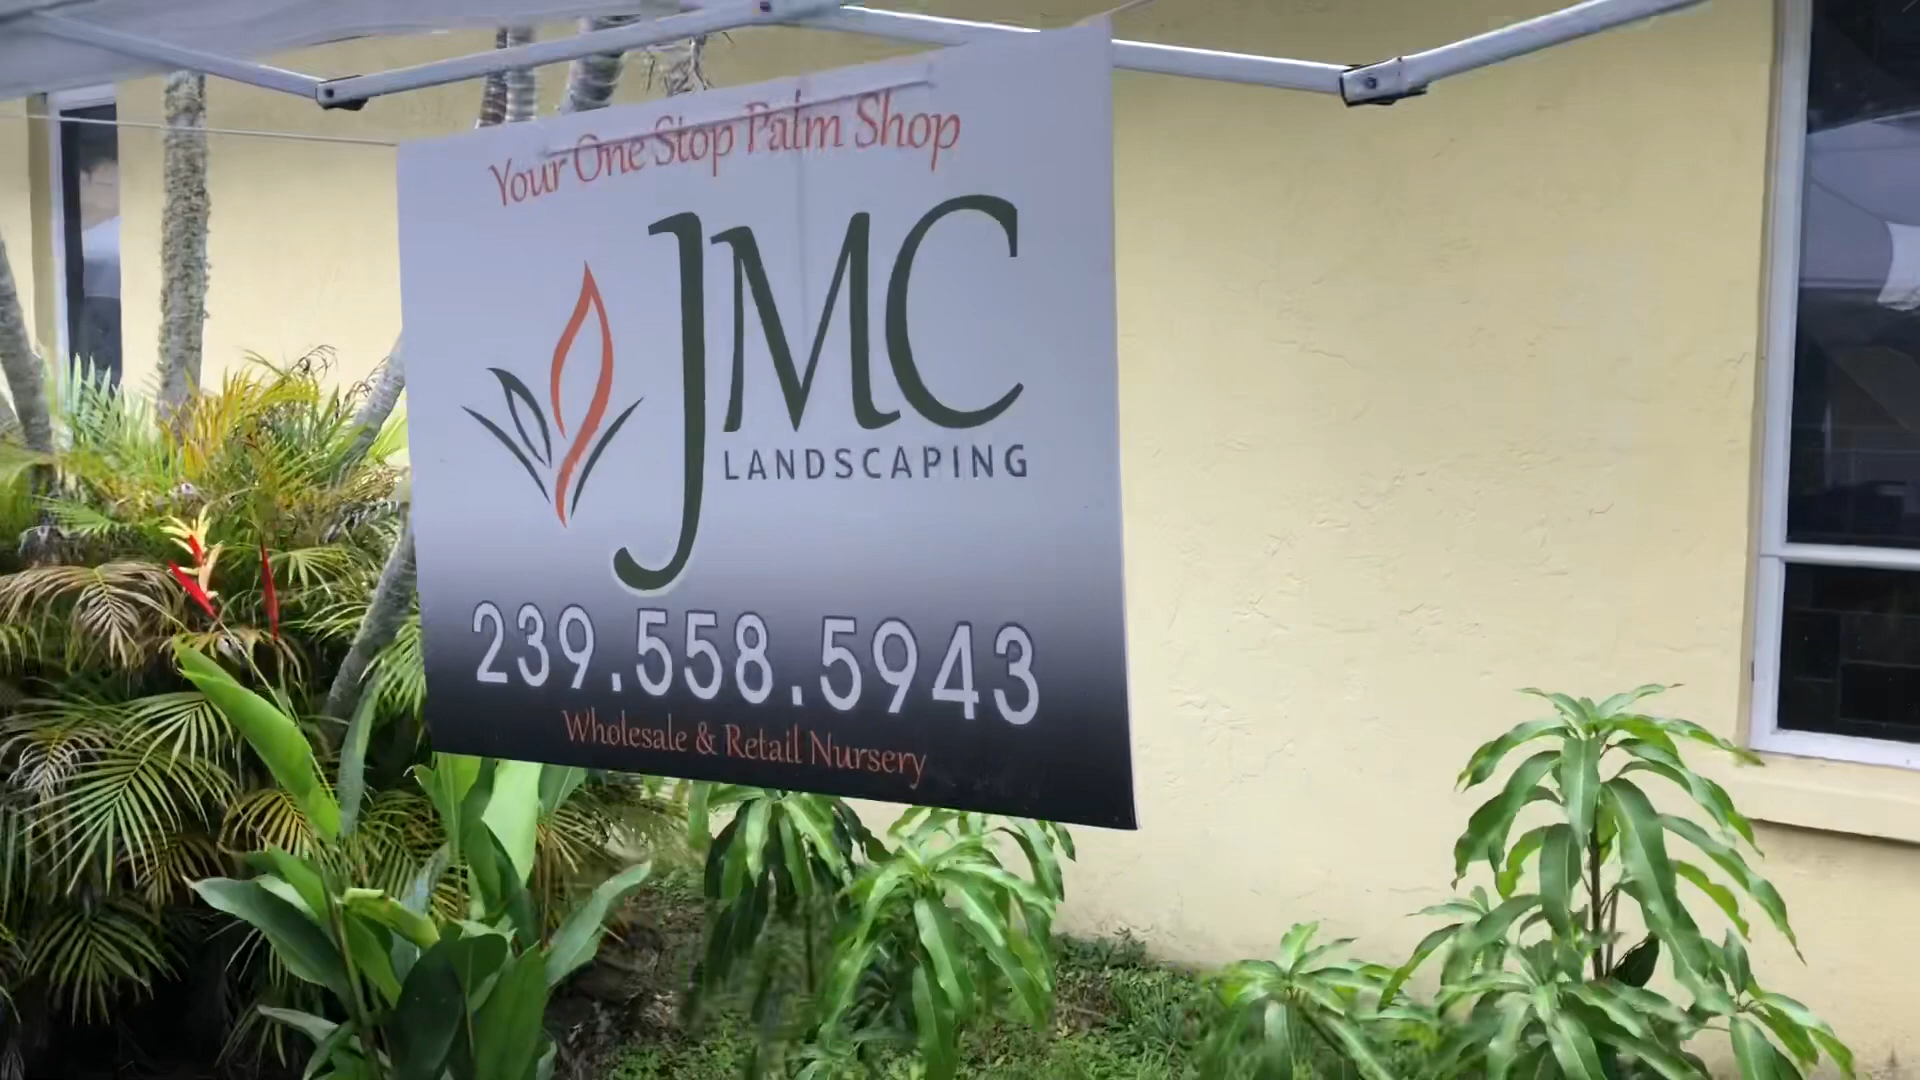 Your One Stop Palm Shop
JMC
LANDSCAPING
239.558.5943
Wholesale & Retail Nursery